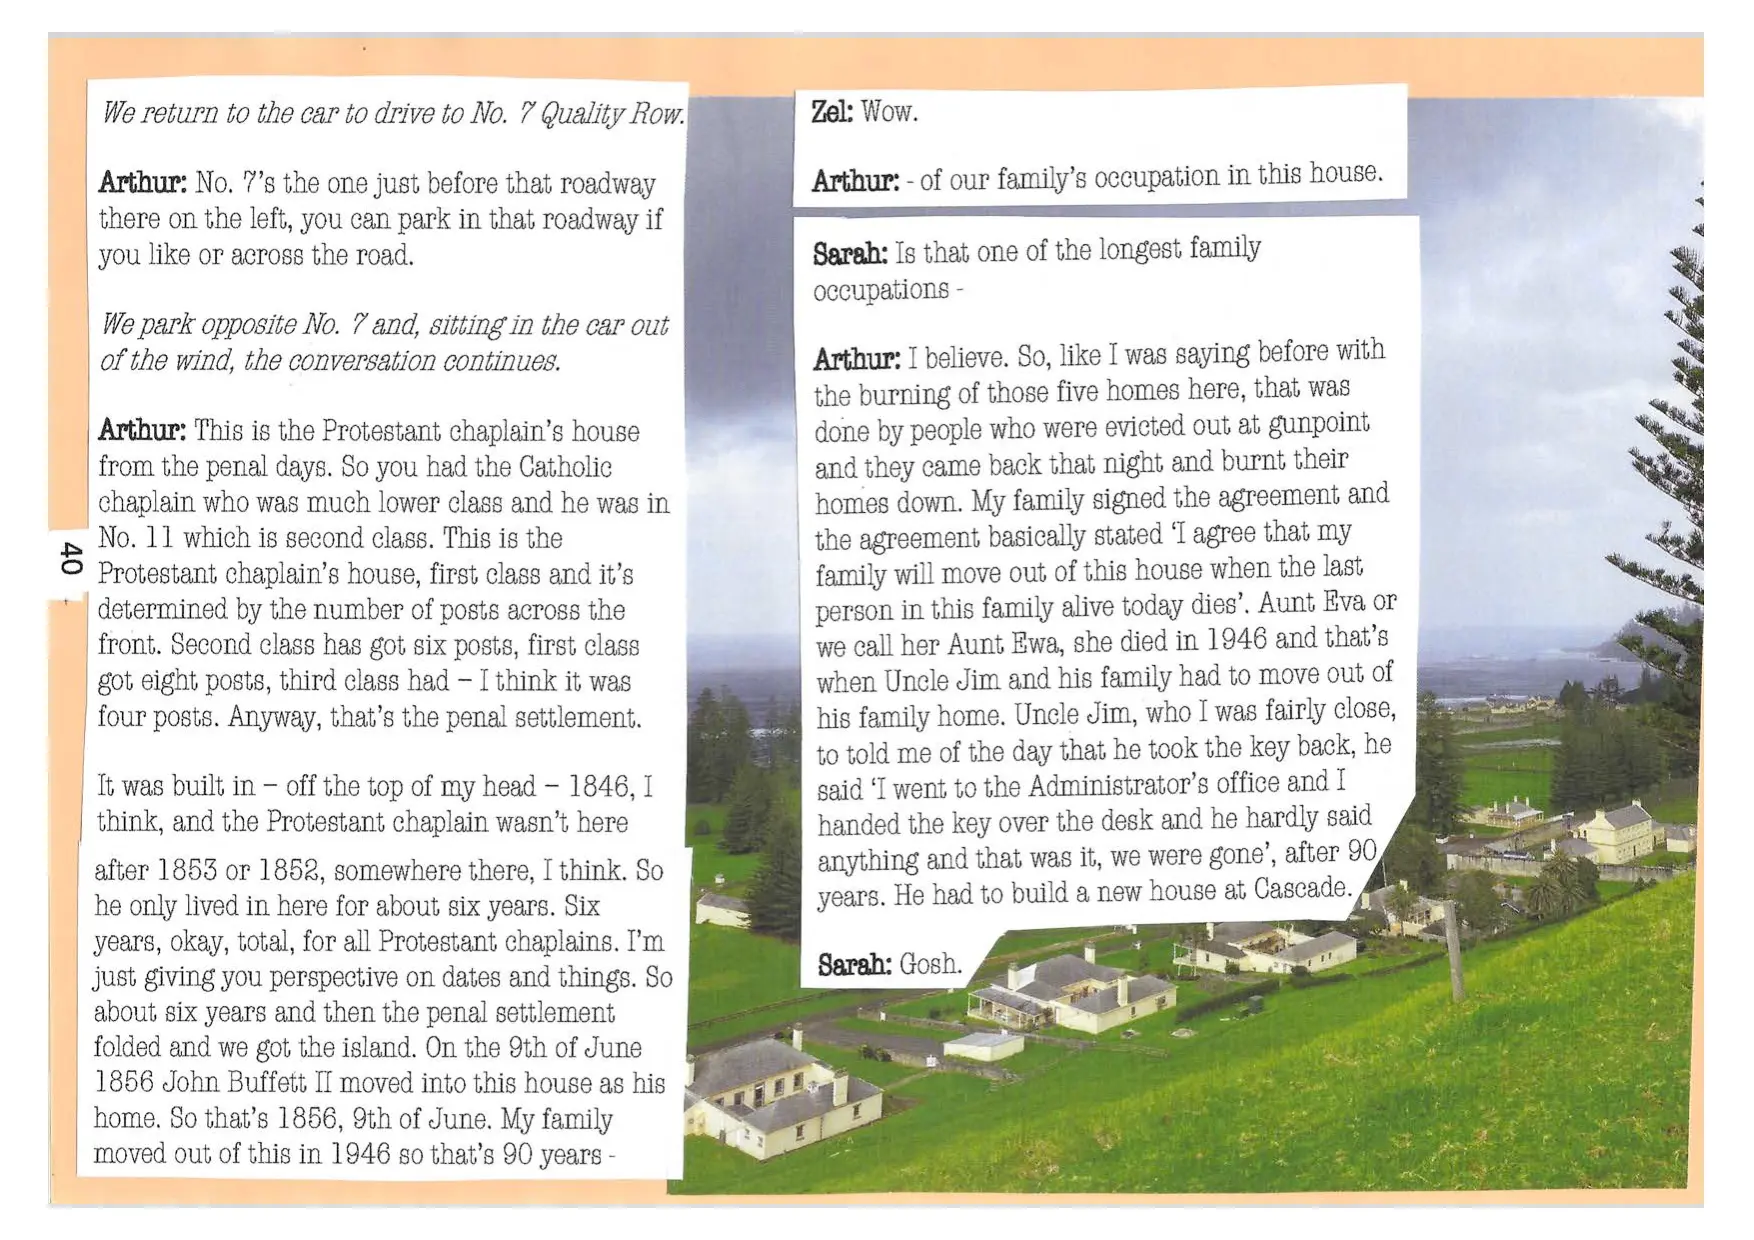 We return to the car to drive to No. 7 Quality Row.
Arthur: No. 7's the one just before that roadway
there on the left, you can park in that roadway if
you like or across the road.
We park opposite No. 7 and, sitting in the car out
of the wind, the conversation continues.
Arthur: This is the Protestant chaplain's house
from the penal days. So you had the Catholic
chaplain who was much lower class and he was in
No. 11 which is second class. This is the
Protestant chaplain's house, first class and it's
determined by the number of posts across the
front. Second class has got six posts, first class
got eight posts, third class had – I think it was
four posts. Anyway, that's the penal settlement.
It was built in – off the top of my head – 1846, I
think, and the Protestant chaplain wasn't here
after 1853 or 1852, somewhere there, I think. So
he only lived in here for about six years. Six
years, okay, total, for all Protestant chaplains. I'm
just giving you perspective on dates and things. So
about six years and then the penal settlement
folded and we got the island. On the 9th of June
1856 John Buffett II moved into this house as his
home. So that's 1856, 9th of June. My family
moved out of this in 1946 so that's 90 years -
40
Zel: Wow.
Arthur: - of our family's occupation in this house.
Sarah: Is that one of the longest family
occupations -
Arthur: I believe. So, like I was saying before with
the burning of those five homes here, that was
done by people who were evicted out at gunpoint
and they came back that night and burnt their
homes down. My family signed the agreement and
the agreement basically stated 'I agree that my
family will move out of this house when the last
person in this family alive today dies'. Aunt Eva or
we call her Aunt Ewa, she died in 1946 and that's
when Uncle Jim and his family had to move out of
his family home. Uncle Jim, who I was fairly close,
to told me of the day that he took the key back, he
said 'I went to the Administrator's office and I
handed the key over the desk and he hardly said
anything and that was it, we were gone', after 90
years. He had to build a new house at Cascade.
Sarah: Gosh.